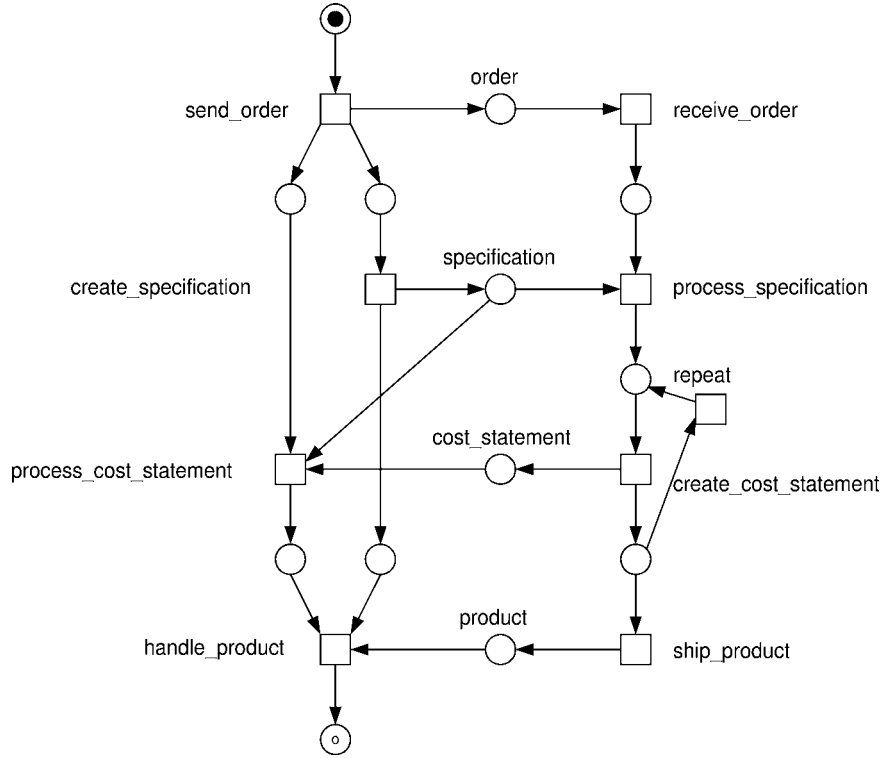 order
send_order
receive_order
specification
create_specification
process_specification
repeat
cost_statement
process_cost_statement
create_cost_statement
product
handle_product
ship_product